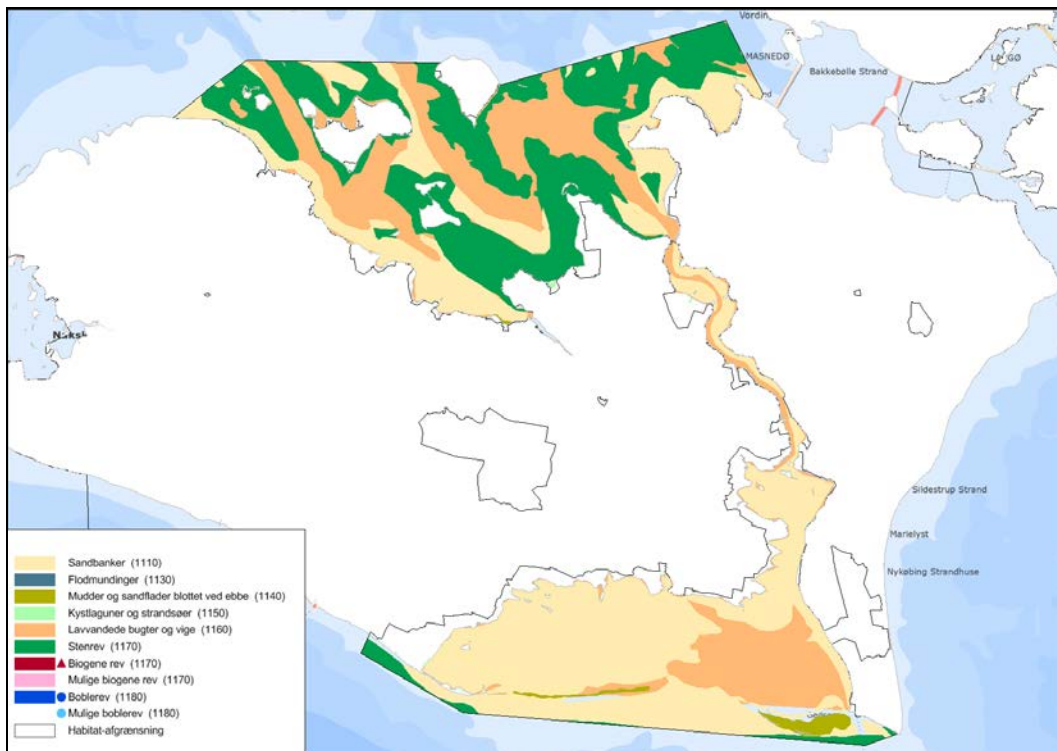 Vordin
MASNEDØ
Bakkebølle Strand
Naksk
Sildestrup Strand
Marielyst
Nykøbing Strandhuse
Sandbanker (1110)
Flodmundinger (1130)
Mudder og sandflader blottet ved ebbe (1140)
Kystlaguner og strandsøer (1150)
Lavvandede bugter og vige (1160)
Stenrev (1170)
Biogene rev (1170)
Mulige biogene rev (1170)
Boblerev (1180)
Mulige boblerev (1180)
Habitat-afgrænsning